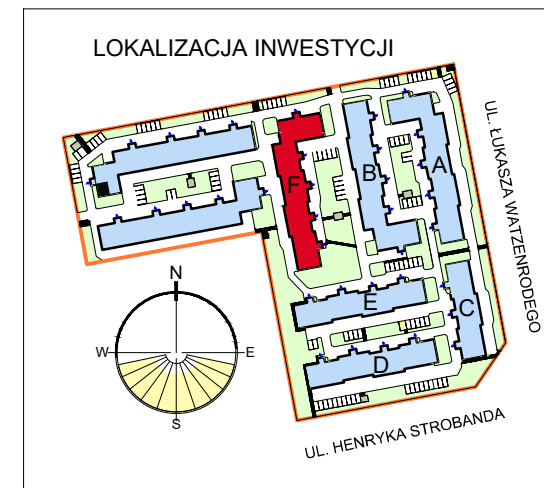 LOKALIZACJA INWESTYCJI
UL. ŁUKASZA WATZENRODEGO
A
B
F
E
C
D
N
W
E
S
UL. HENRYKA STROBANDA